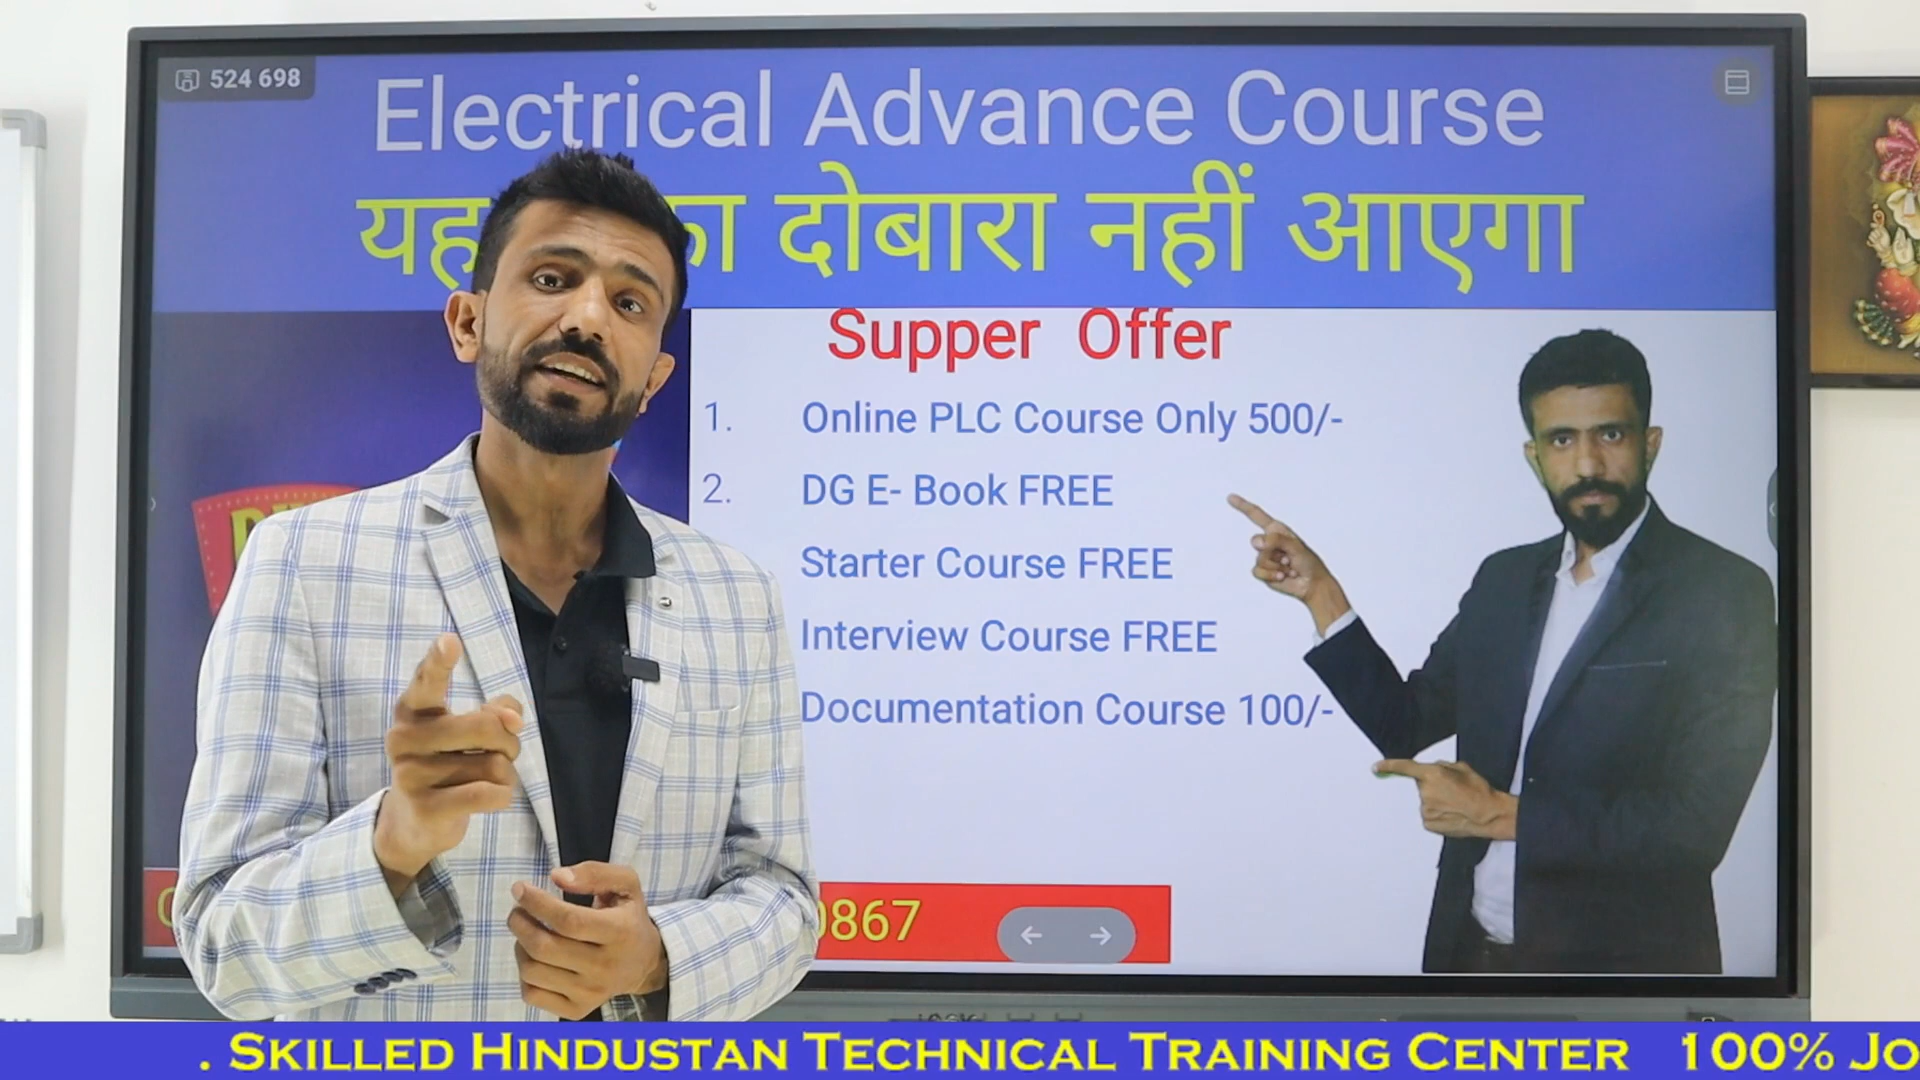 524 698
Electrical Advance Course
यह दोबारा नहीं आएगा
Supper Offer
1. Online PLC Course Only 500/-
2. DG E- Book FREE
Starter Course FREE
Interview Course FREE
Documentation Course 100/-
0867
. SKILLED HINDUSTAN TECHNICAL TRAINING CENTER 100% JO